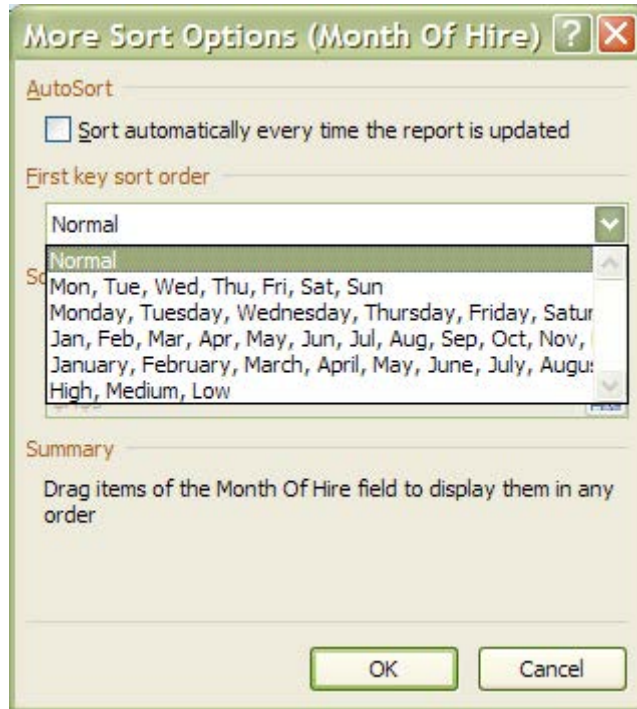 More Sort Options (Month Of Hire)
AutoSort
Sort automatically every time the report is updated
First key sort order
Normal
Normal
Mon, Tue, Wed, Thu, Fri, Sat, Sun
Monday, Tuesday, Wednesday, Thursday, Friday, Satur
Jan, Feb, Mar, Apr, May, Jun, Jul, Aug, Sep, Oct, Nov,
January, February, March, April, May, June, July, Augu
High, Medium, Low
Summary
Drag items of the Month Of Hire field to display them in any
order
OK
Cancel